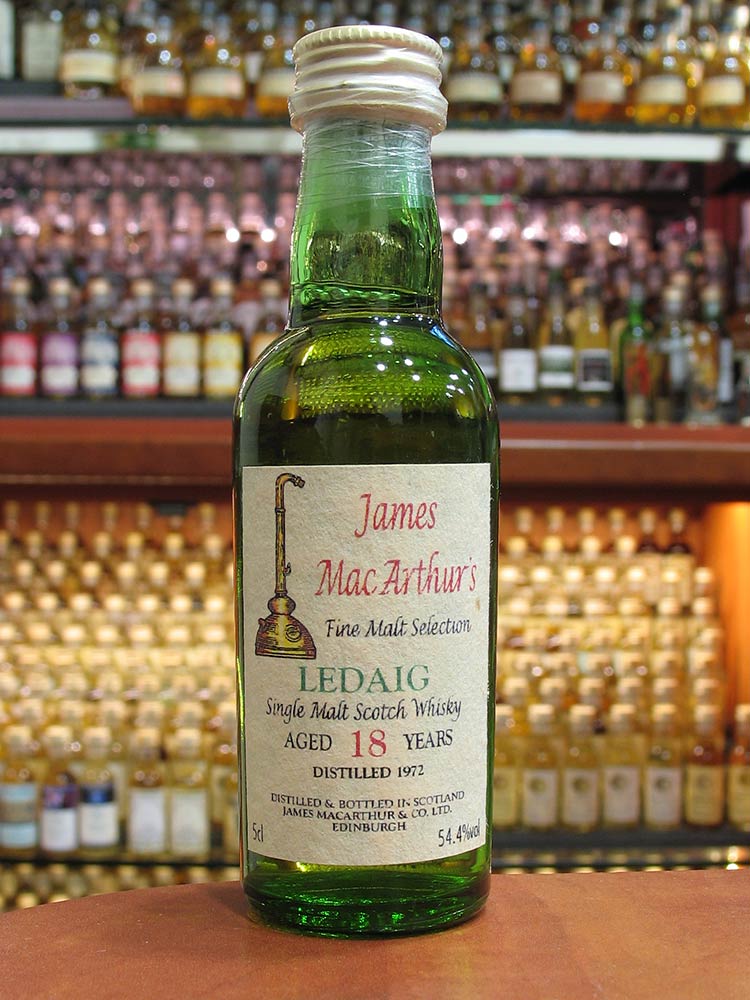 James
MacArthur's
Fine Malt Selection
LEDAIG
Single Malt Scotch Whisky
AGED 18 YEARS
DISTILLED 1972
DISTILLED & BOTTLED IN SCOTLAND
JAMES MACARTHUR & CO. LTD.
EDINBURGH
5cl 54.4%vol